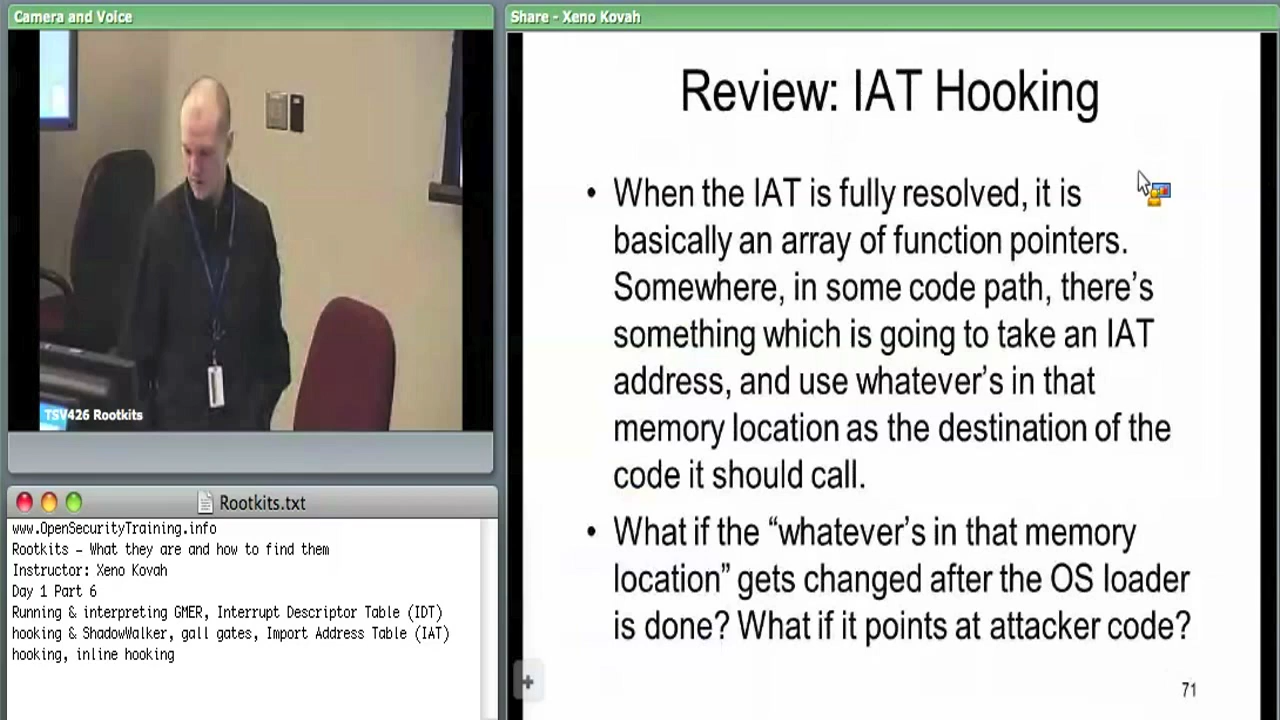 Camera and Voice
TSV426 Rootkits
Rootkits.txt
www.OpenSecurityTraining.info
Rootkits - What they are and how to find them
Instructor: Xeno Kovah
Day 1 Part 6
Running & interpreting GMER, Interrupt Descriptor Table (IDT)
hooking & ShadowWalker, gall gates, Import Address Table (IAT)
hooking, inline hooking
Share - Xeno Kovah
Review: IAT Hooking
• When the IAT is fully resolved, it is
basically an array of function pointers.
Somewhere, in some code path, there's
something which is going to take an IAT
address, and use whatever's in that
memory location as the destination of the
code it should call.
• What if the “whatever's in that memory
location” gets changed after the OS loader
is done? What if it points at attacker code?
71